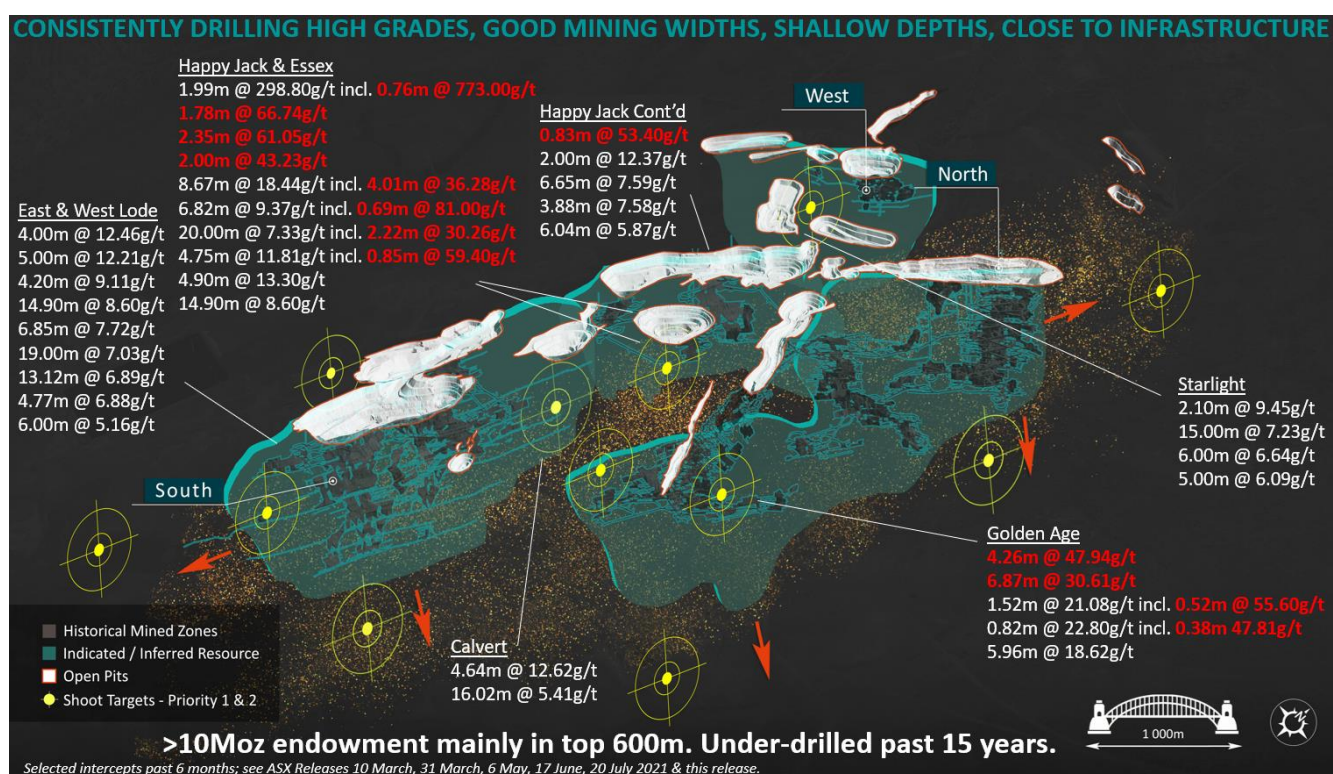 CONSISTENTLY DRILLING HIGH GRADES, GOOD MINING WIDTHS, SHALLOW DEPTHS, CLOSE TO INFRASTRUCTURE
Happy Jack & Essex
1.99m @ 298.80g/t incl. 0.76m @ 773.00g/t
1.78m @ 66.74g/t
2.35m @ 61.05g/t
2.00m @ 43.23g/t
8.67m @ 18.44g/t incl. 4.01m @ 36.28g/t
6.82m @ 9.37g/t incl. 0.69m @ 81.00g/t
20.00m @ 7.33g/t incl. 2.22m @ 30.26g/t
4.75m @ 11.81g/t incl. 0.85m @ 59.40g/t
4.90m @ 13.30g/t
14.90m @ 8.60g/t
Happy Jack Cont'd
0.83m @ 53.40g/t
2.00m @ 12.37g/t
6.65m @ 7.59g/t
3.88m @ 7.58g/t
6.04m @ 5.87g/t
West
North
East & West Lode
4.00m @ 12.46g/t
5.00m @ 12.21g/t
4.20m @ 9.11g/t
14.90m @ 8.60g/t
6.85m @ 7.72g/t
19.00m @ 7.03g/t
13.12m @ 6.89g/t
4.77m @ 6.88g/t
6.00m @ 5.16g/t
South
Starlight
2.10m @ 9.45g/t
15.00m @ 7.23g/t
6.00m @ 6.64g/t
5.00m @ 6.09g/t
Golden Age
4.26m @ 47.94g/t
6.87m @ 30.61g/t
1.52m @ 21.08g/t incl. 0.52m @ 55.60g/t
0.82m @ 22.80g/t incl. 0.38m 47.81g/t
5.96m @ 18.62g/t
Calvert
4.64m @ 12.62g/t
16.02m @ 5.41g/t
Historical Mined Zones
Indicated / Inferred Resource
Open Pits
Shoot Targets - Priority 1 & 2
1 000m
>10Moz endowment mainly in top 600m. Under-drilled past 15 years.
Selected intercepts past 6 months; see ASX Releases 10 March, 31 March, 6 May, 17 June, 20 July 2021 & this release.